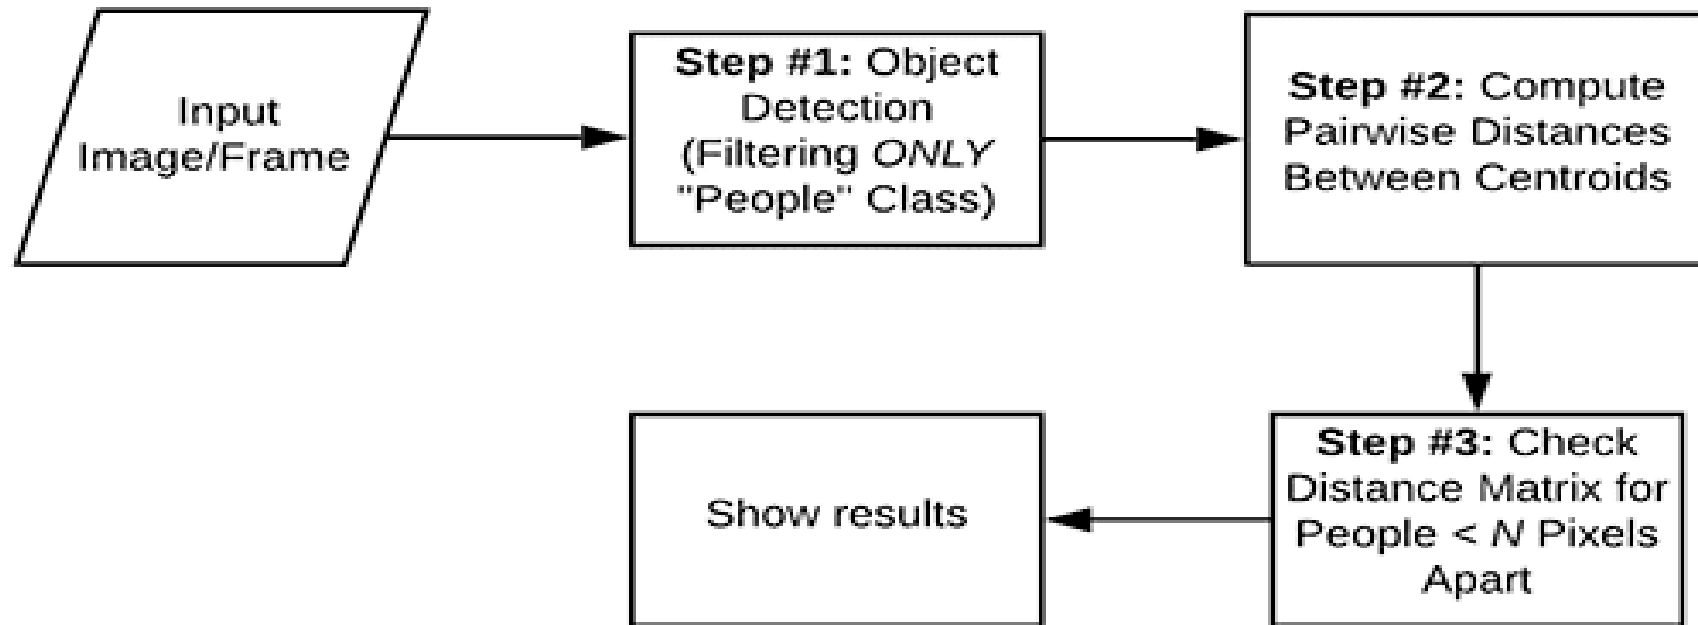 Input
Image/Frame
Step #1: Object
Detection
(Filtering ONLY
"People" Class)
Step #2: Compute
Pairwise Distances
Between Centroids
Step #3: Check
Distance Matrix for
People < N Pixels
Apart
Show results